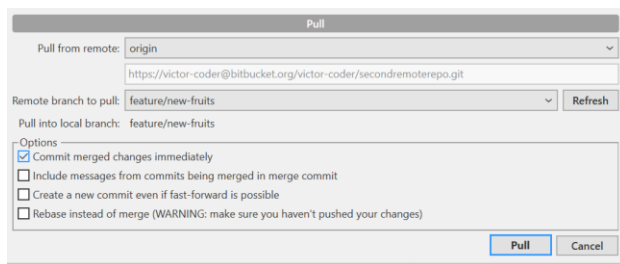 Pull
Pull from remote: origin
https://victor-coder@bitbucket.org/victor-coder/secondremoterepo.git
Remote branch to pull: feature/new-fruits Refresh
Pull into local branch: feature/new-fruits
Options
Commit merged changes immediately
Include messages from commits being merged in merge commit
Create a new commit even if fast-forward is possible
Rebase instead of merge (WARNING: make sure you haven't pushed your changes)
Pull Cancel